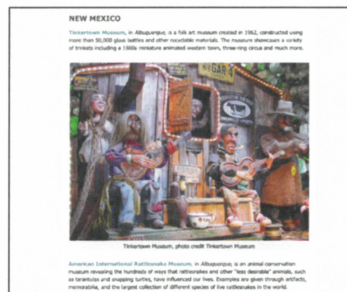 NEW MEXICO
Tinkertown Museum, in Albuquerque, is a folk art museum created in 1962, constructed using
more than 50,000 glass bottles and other recyclable materials. The museum showcases a variety
of trinkets including a 1880s miniature animated western town, three-ring circus and much more.
Tinkertown Museum, photo credit Tinkertown Museum
American International Rattlesnake Museum, in Albuquerque, is an animal conservation
museum revealing the hundreds of ways that rattlesnakes and other "less desirable" animals, such
as tarantulas and snapping turtles, have influenced our lives. Examples are given through artifacts,
memorabilia, and the largest collection of different species of live rattlesnakes in the world.